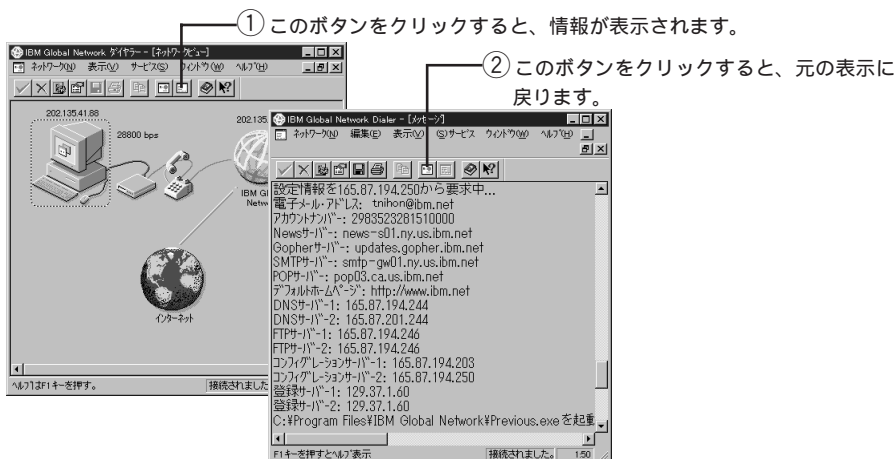 ① このボタンをクリックすると、情報が表示されます。
② このボタンをクリックすると、元の表示に
戻ります。
IBM Global Network ダイヤラー - [ネットワークビュー]
ネットワーク(N) 表示(V) サービス(S) ウィンドウ(W) ヘルプ(H)
202.135.41.88
28800 bps
202.135
IBM Gl
Netw
インターネット
ヘルプはF1キーを押す。
接続されました
IBM Global Network Dialer - [メッセージ]
ネットワーク(N) 編集(E) 表示(V) (S)サービス ウィンドウ(W) ヘルプ(H)
設定情報を165.87.194.250から要求中...
電子メール・アドレス: tnihon@ibm.net
アカウントナンバー: 2983523281510000
Newsサーバー: news-s01.ny.us.ibm.net
Gopherサーバー: updates.gopher.ibm.net
SMTPサーバー: smtp-gw01.ny.us.ibm.net
POPサーバー: pop03.ca.us.ibm.net
デフォルトホームページ: http://www.ibm.net
DNSサーバー1: 165.87.194.244
DNSサーバー2: 165.87.201.244
FTPサーバー1: 165.87.194.246
FTPサーバー2: 165.87.194.246
コンフィグレーションサーバー1: 165.87.194.203
コンフィグレーションサーバー2: 165.87.194.250
登録サーバー1: 129.37.1.60
登録サーバー2: 129.37.1.60
C:¥Program Files¥IBM Global Network¥Previous.exeを起動
F1キーを押すとヘルプ表示
接続されました。
1:50